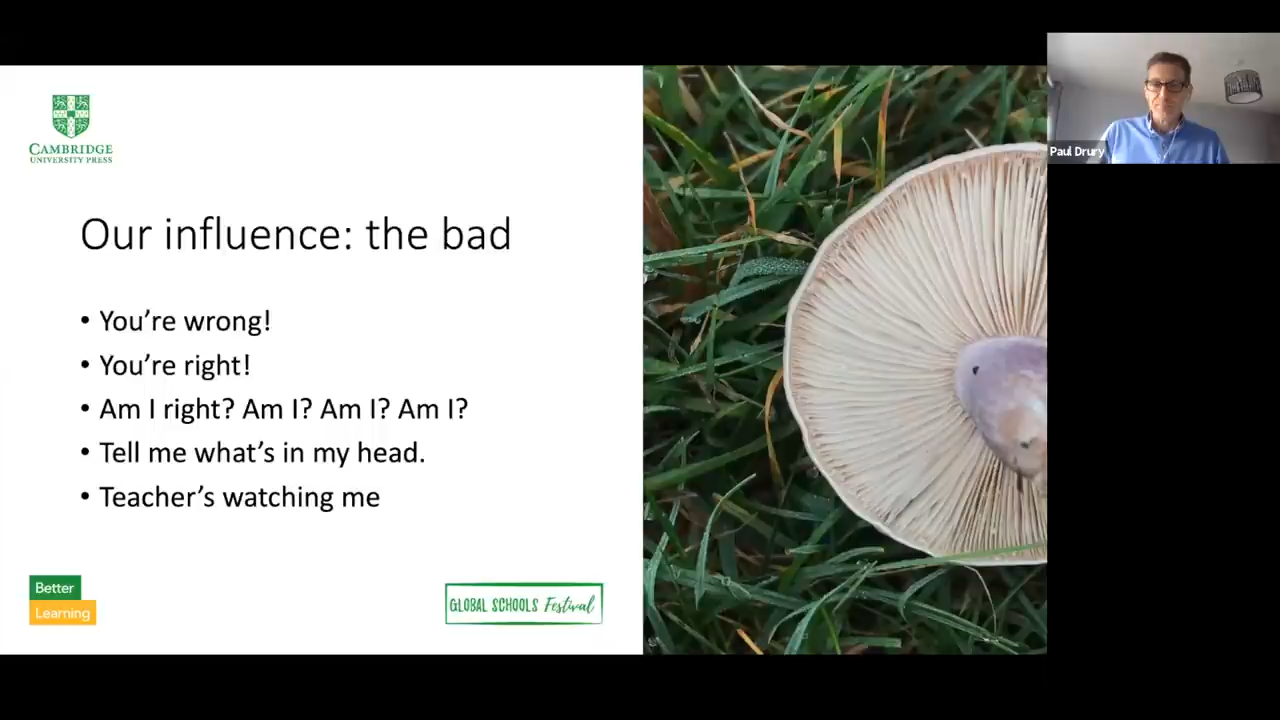 CAMBRIDGE
UNIVERSITY PRESS
Our influence: the bad
• You’re wrong!
• You’re right!
• Am I right? Am I? Am I? Am I?
• Tell me what’s in my head.
• Teacher’s watching me
Better
Learning
GLOBAL SCHOOLS Festival
Paul Drury